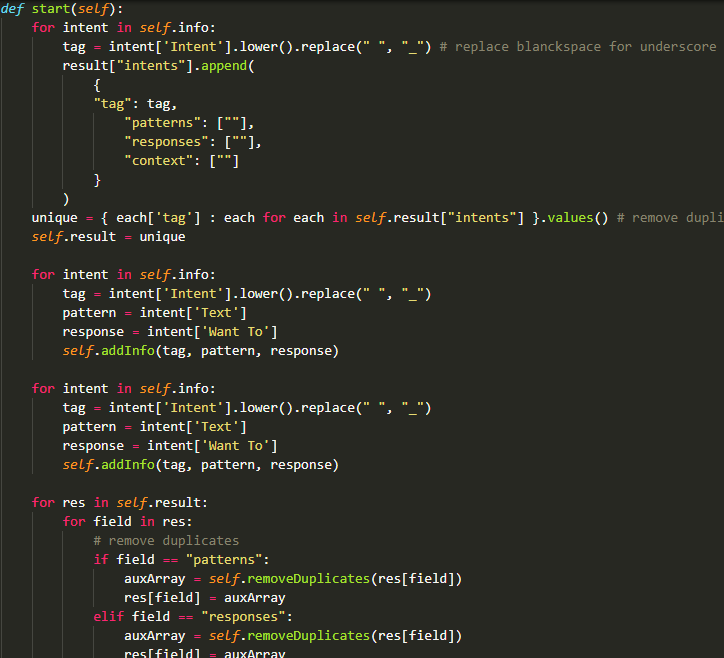 def start(self):
    for intent in self.info:
        tag = intent['Intent'].lower().replace(" ", "_") # replace blanckspace for underscore
        result["intents"].append(
            {
            "tag": tag,
                "patterns": [""],
                "responses": [""],
                "context": [""]
            }
        )
    unique = { each['tag'] : each for each in self.result["intents"] }.values() # remove dupli
    self.result = unique

    for intent in self.info:
        tag = intent['Intent'].lower().replace(" ", "_")
        pattern = intent['Text']
        response = intent['Want To']
        self.addInfo(tag, pattern, response)

    for intent in self.info:
        tag = intent['Intent'].lower().replace(" ", "_")
        pattern = intent['Text']
        response = intent['Want To']
        self.addInfo(tag, pattern, response)

    for res in self.result:
        for field in res:
            # remove duplicates
            if field == "patterns":
                auxArray = self.removeDuplicates(res[field])
                res[field] = auxArray
            elif field == "responses":
                auxArray = self.removeDuplicates(res[field])
                res[field] = auxArray